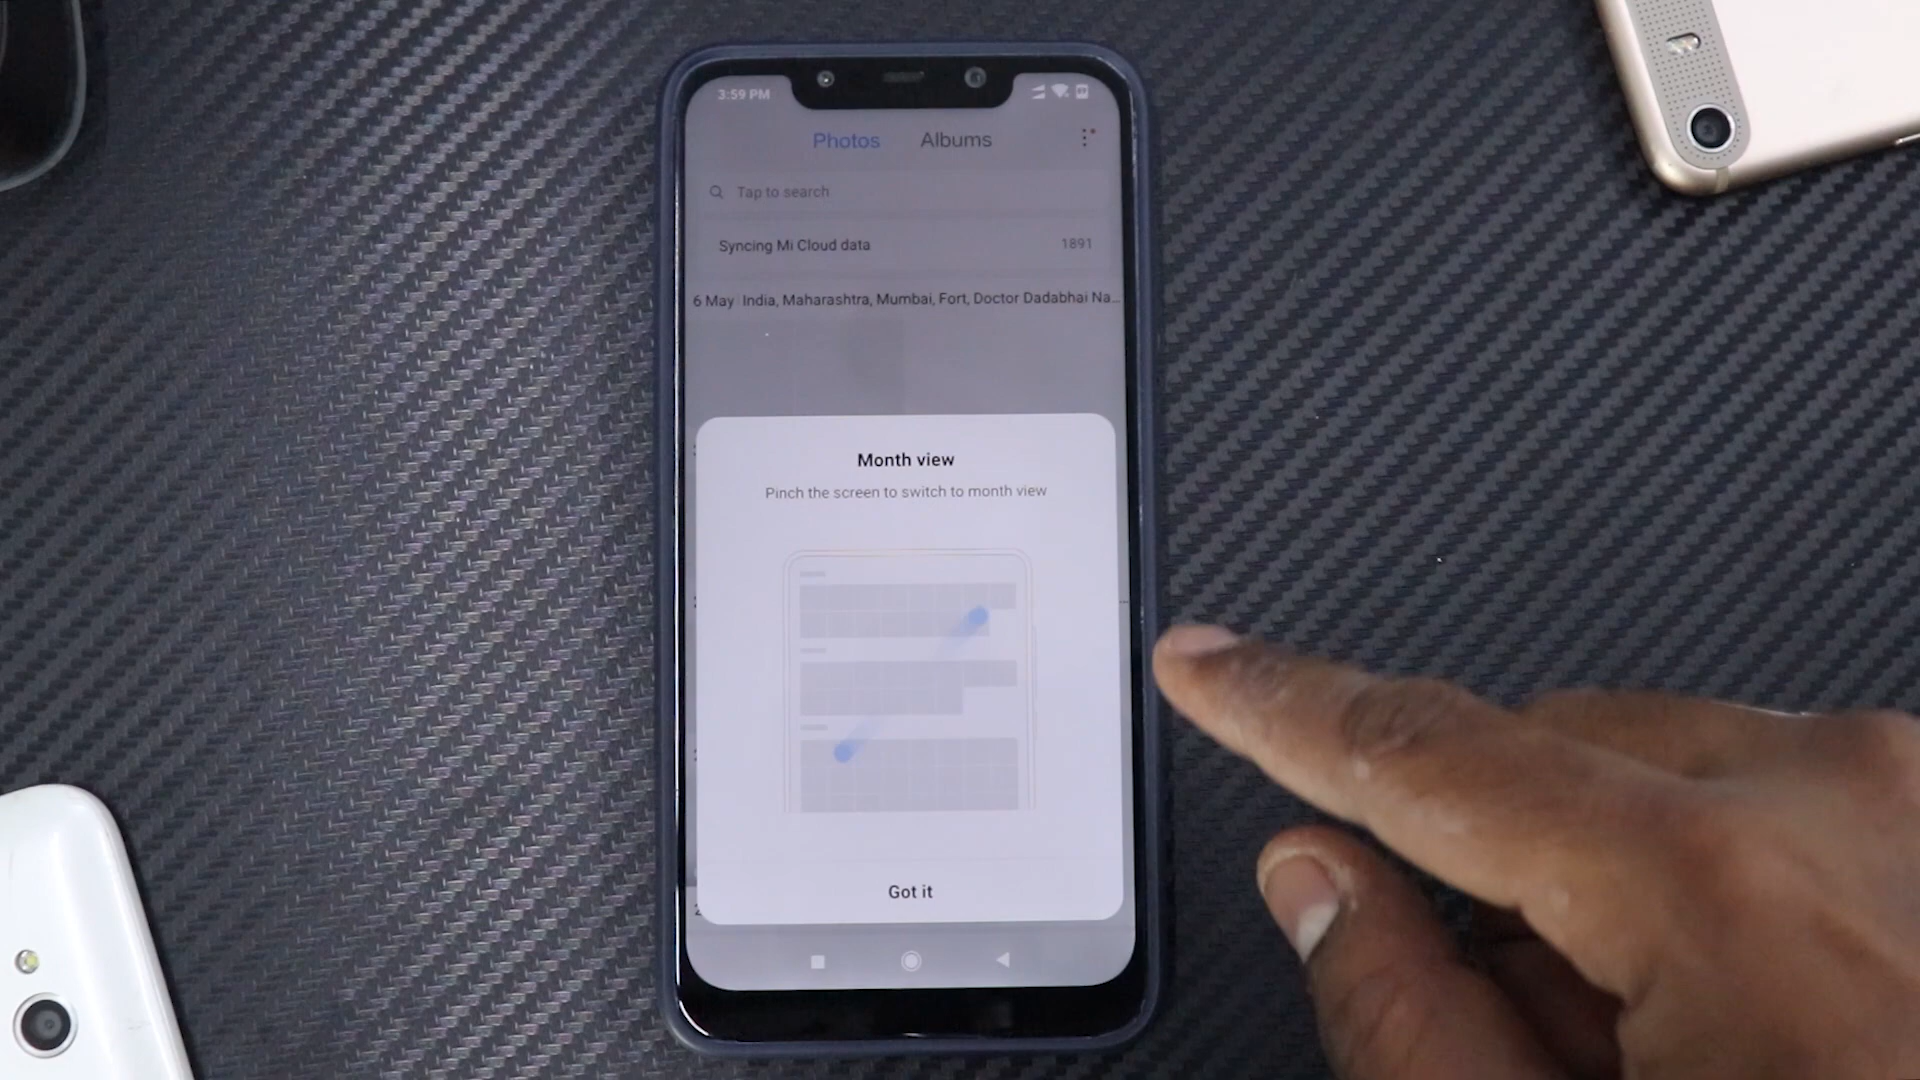 3:59 PM
Photos Albums
Tap to search
Syncing Mi Cloud data 1891
6 May India, Maharashtra, Mumbai, Fort, Doctor Dadabhai Na...
Month view
Pinch the screen to switch to month view
Got it